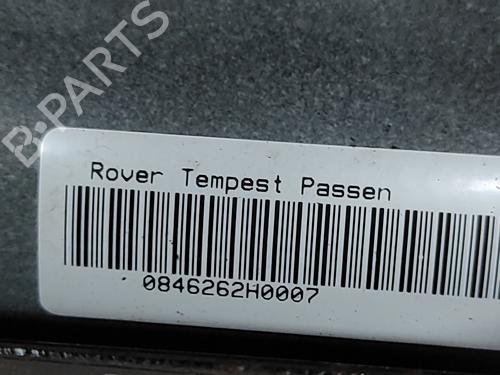 B-PARTS
Rover Tempest Passen
0846262H0007